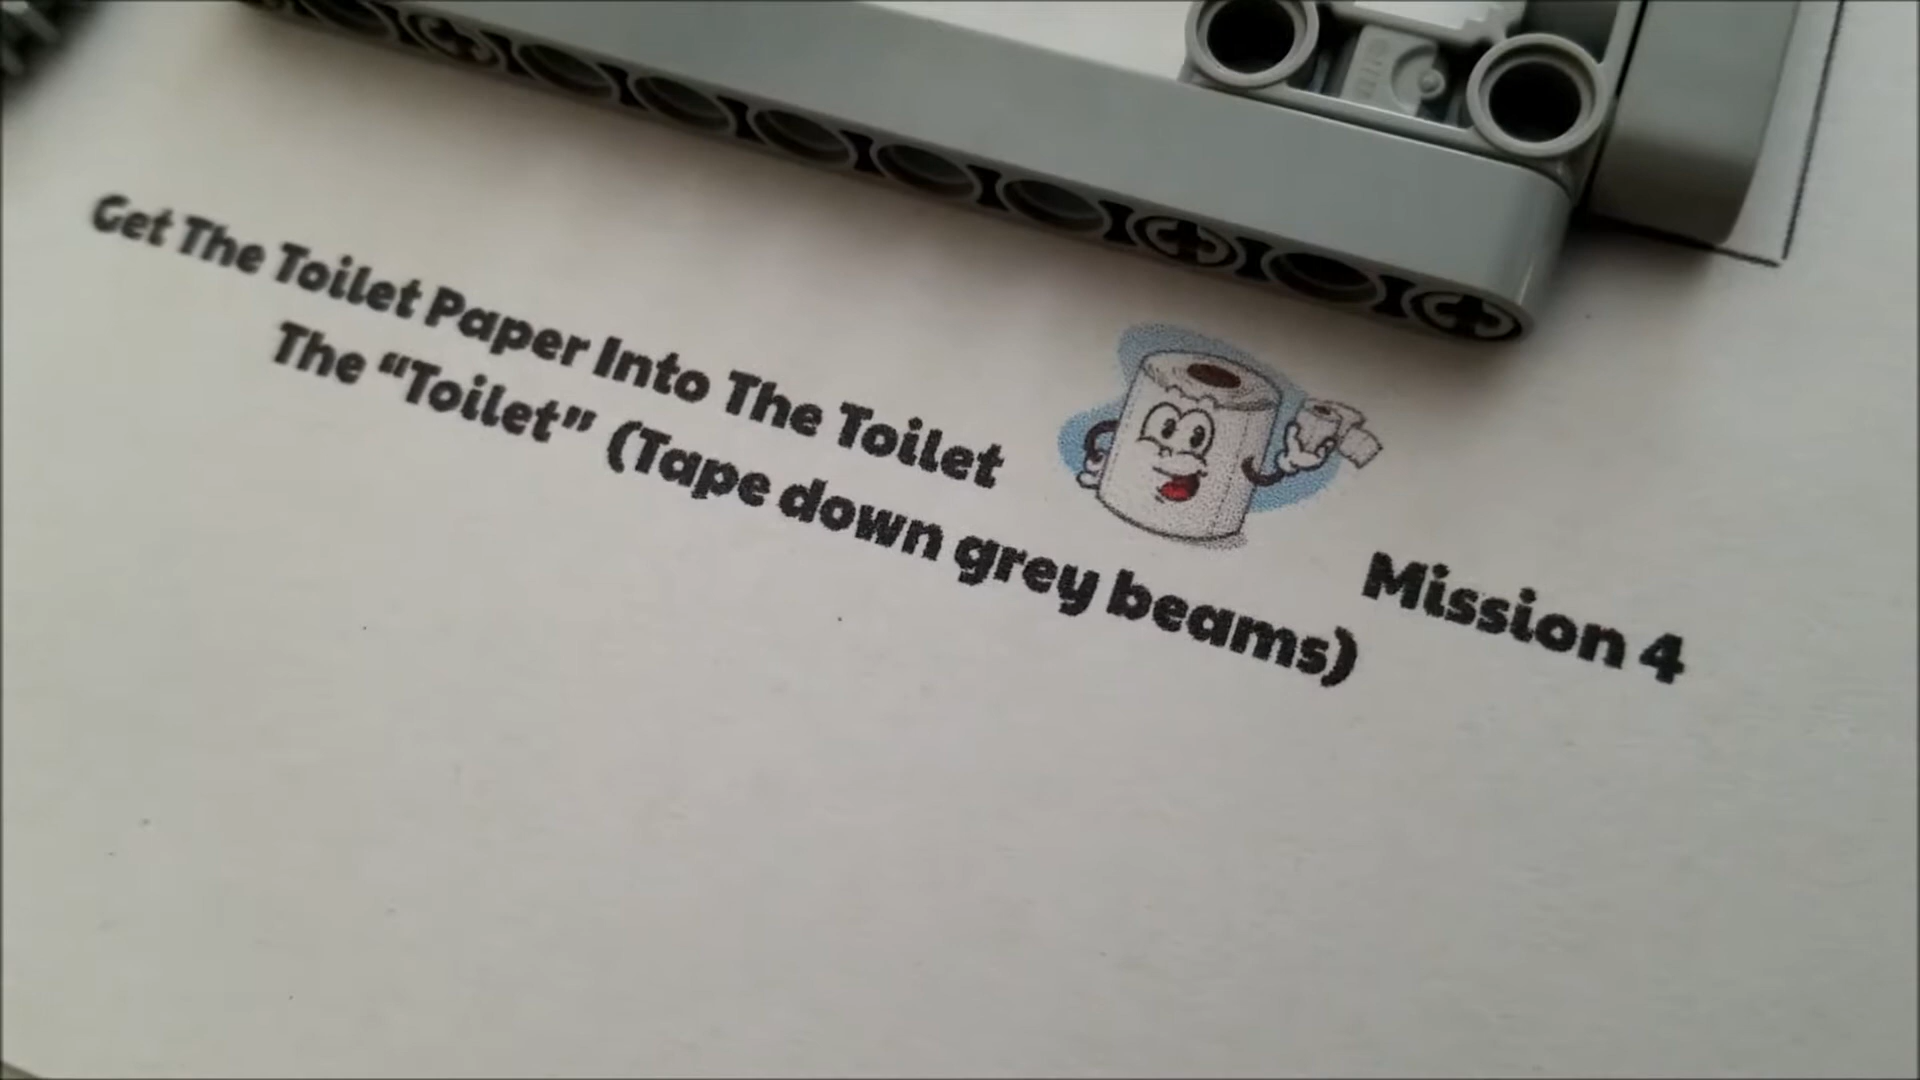 Get The Toilet Paper Into The Toilet
The “Toilet” (Tape down grey beams)
Mission 4